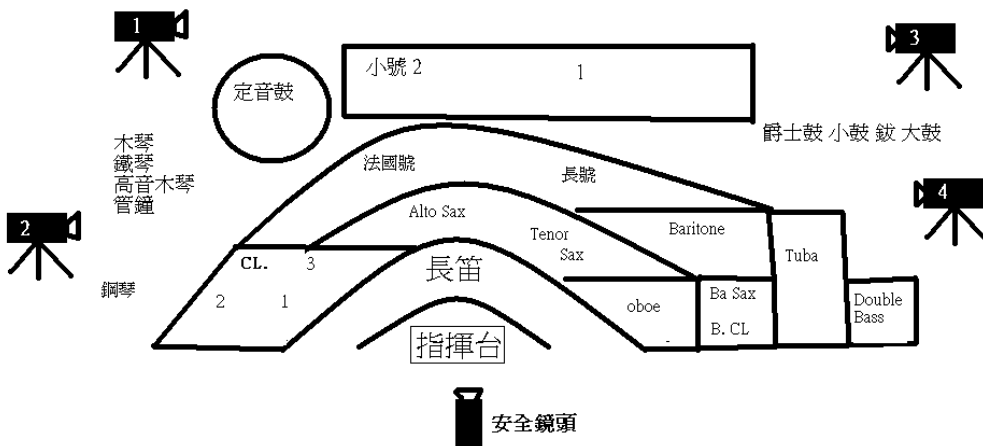 1
3
小號 2 1
定音鼓
爵士鼓 小鼓 鈸 大鼓
木琴
鐵琴
高音木琴
管鐘
法國號
長號
4
2
Alto Sax
Baritone
Tenor
Sax
Tuba
CL. 3
長笛
鋼琴
2 1
oboe
Ba Sax
B. CL
Double
Bass
指揮台
安全鏡頭